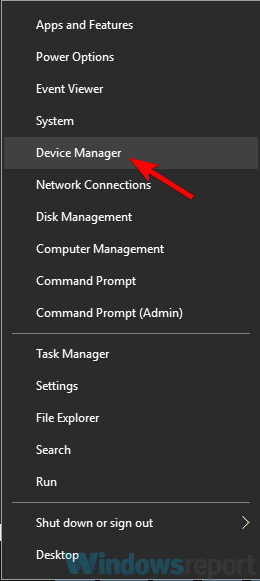 Apps and Features
Power Options
Event Viewer
System
Device Manager
Network Connections
Disk Management
Computer Management
Command Prompt
Command Prompt (Admin)
Task Manager
Settings
File Explorer
Search
Run
Shut down or sign out
Desktop
Windowsreport